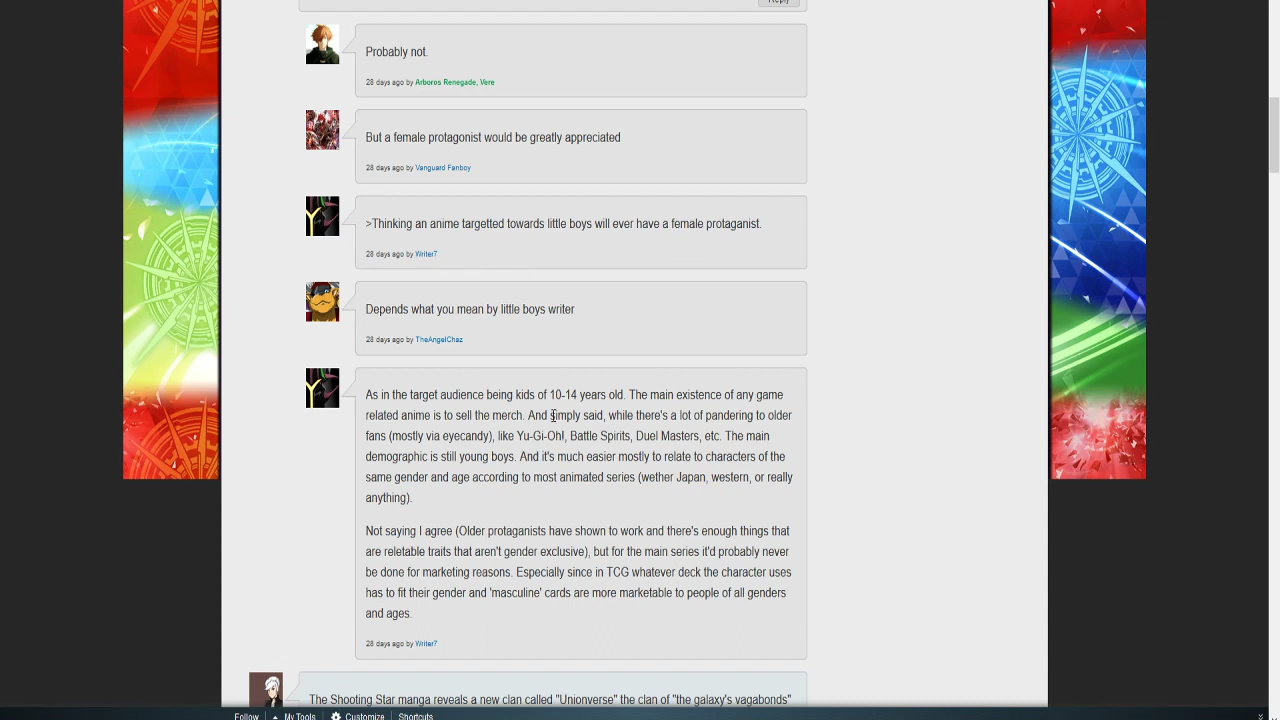 Reply
Probably not.
28 days ago by Arboros Renegade, Vere
But a female protagonist would be greatly appreciated
28 days ago by Vanguard Fanboy
>Thinking an anime targetted towards little boys will ever have a female protaganist.
28 days ago by Writer7
Depends what you mean by little boys writer
28 days ago by TheAngelChaz
As in the target audience being kids of 10-14 years old. The main existence of any game
related anime is to sell the merch. And simply said, while there's a lot of pandering to older
fans (mostly via eyecandy), like Yu-Gi-Oh!, Battle Spirits, Duel Masters, etc. The main
demographic is still young boys. And it's much easier mostly to relate to characters of the
same gender and age according to most animated series (wether Japan, western, or really
anything).
Not saying I agree (Older protaganists have shown to work and there's enough things that
are reletable traits that aren't gender exclusive), but for the main series it'd probably never
be done for marketing reasons. Especially since in TCG whatever deck the character uses
has to fit their gender and 'masculine' cards are more marketable to people of all genders
and ages.
28 days ago by Writer7
The Shooting Star manga reveals a new clan called "Unionverse" the clan of "the galaxy's vagabonds"
Follow My Tools Customize Shortcuts